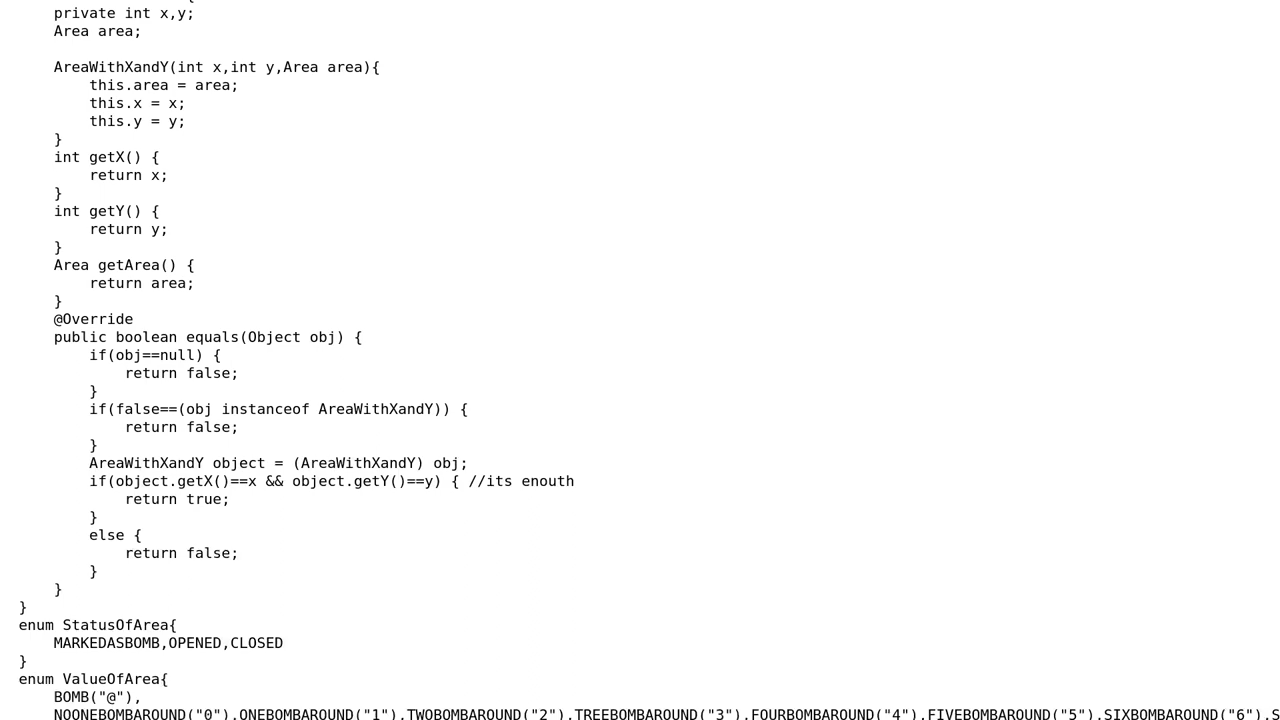 private int x,y;
Area area;
AreaWithXandY(int x,int y,Area area){
this.area = area;
this.x = x;
this.y = y;
}
int getX() {
return x;
}
int getY() {
return y;
}
Area getArea() {
return area;
}
@Override
public boolean equals(Object obj) {
if(obj==null) {
return false;
}
if(false==(obj instanceof AreaWithXandY)) {
return false;
}
AreaWithXandY object = (AreaWithXandY) obj;
if(object.getX()==x && object.getY()==y) { //its enouth
return true;
}
else {
return false;
}
}
}
enum StatusOfArea{
MARKEDASBOMB,OPENED,CLOSED
}
enum ValueOfArea{
BOMB("@"),
NOONEBOMBAROUND("0"),ONEBOMBAROUND("1"),TWOBOMBAROUND("2"),TREEBOMBAROUND("3"),FOURBOMBAROUND("4"),FIVEBOMBAROUND("5"),SIXBOMBAROUND("6"),S